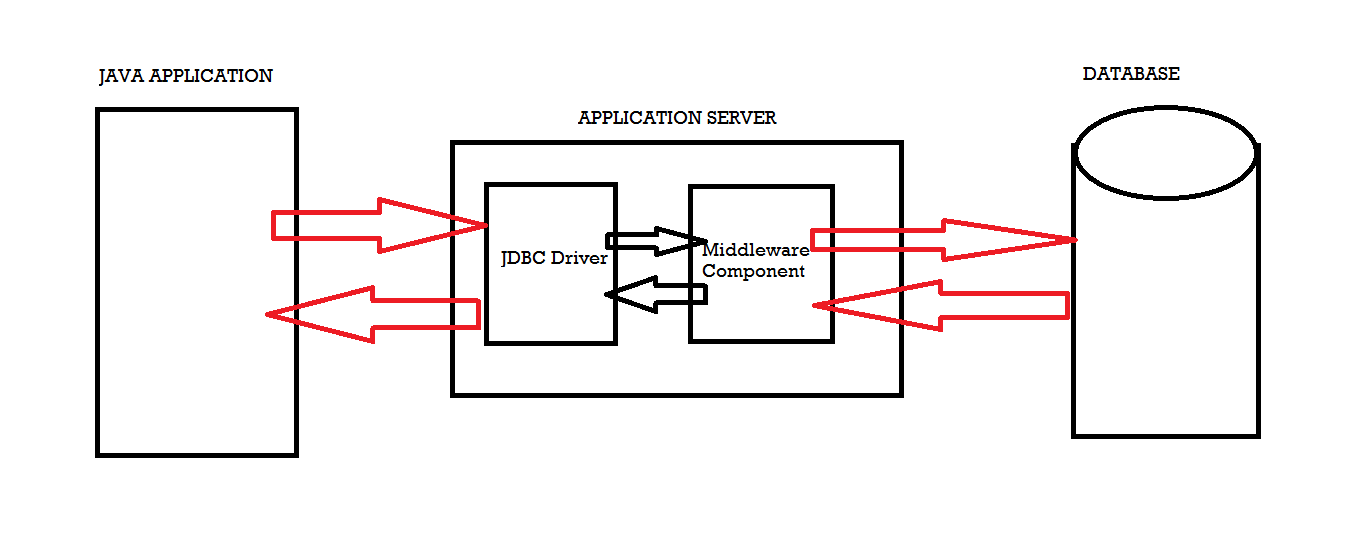 JAVA APPLICATION
DATABASE
APPLICATION SERVER
JDBC Driver
Middleware
Component